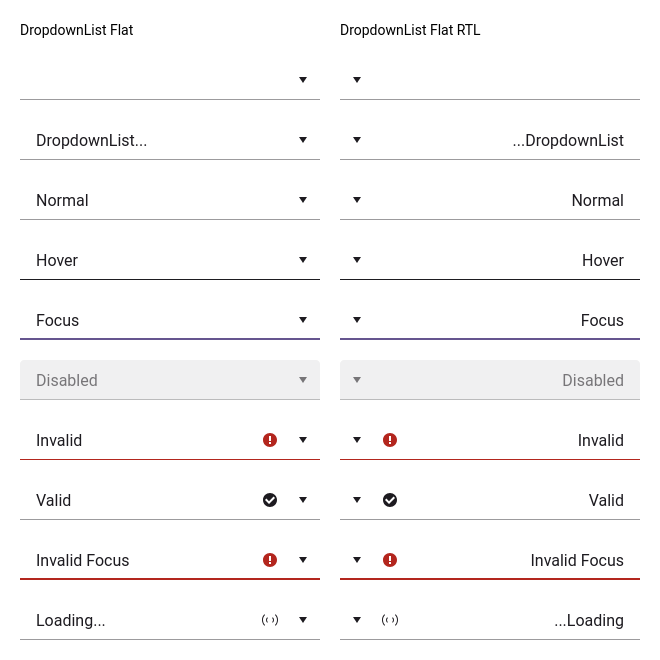 DropdownList Flat
DropdownList Flat RTL
DropdownList...
...DropdownList
Normal
Normal
Hover
Hover
Focus
Focus
Disabled
Disabled
Invalid
Invalid
Valid
Valid
Invalid Focus
Invalid Focus
Loading...
...Loading